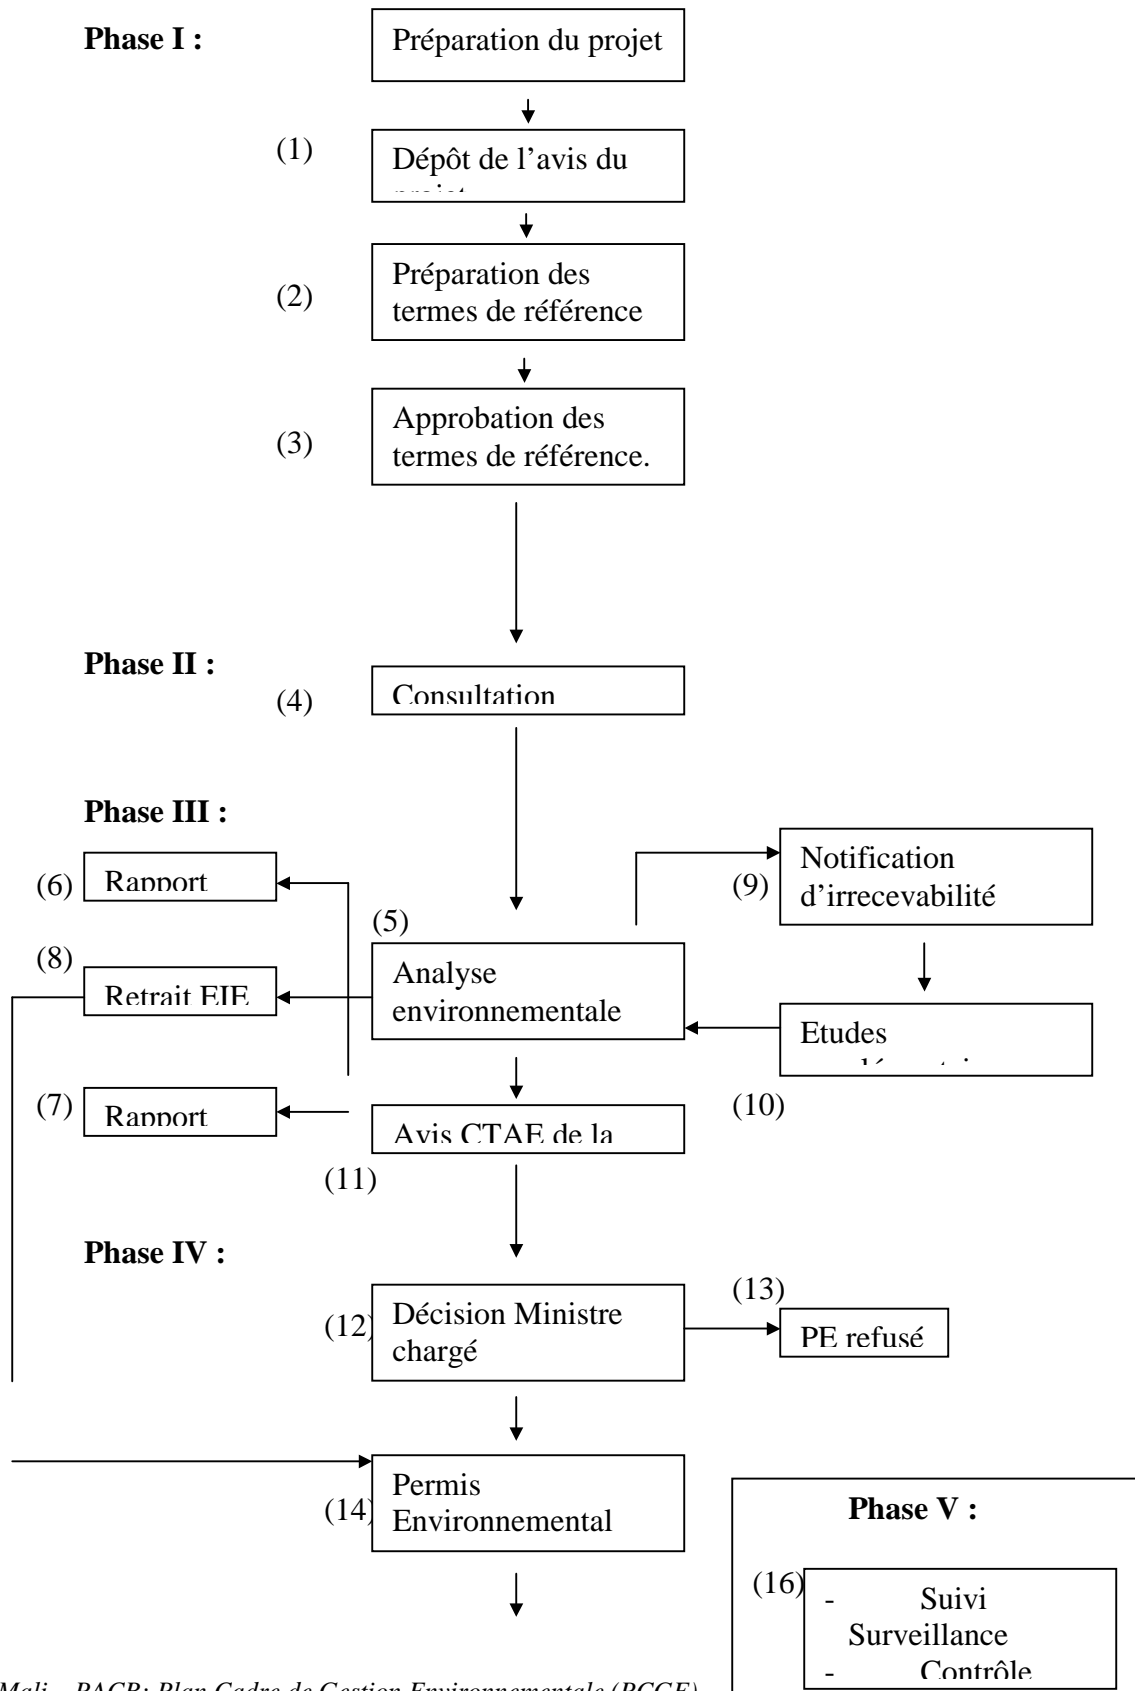 Phase I :
Préparation du projet
(1)
Dépôt de l’avis du
projet
(2)
Préparation des
termes de référence
(3)
Approbation des
termes de référence.
Phase II :
(4)
Consultation
Phase III :
(6)
Rapport
(9)
Notification
d’irrecevabilité
(5)
Analyse
environnementale
(8)
Retrait EIE
Etudes
(10)
(7)
Rapport
Avis CTAE de la
(11)
Phase IV :
(12)
Décision Ministre
chargé
(13)
PE refusé
(14)
Permis
Environnemental
Phase V :
(16)
- Suivi
Surveillance
- Contrôle
Mali – PACR: Plan Cadre de Gestion Environnementale (PCGE)